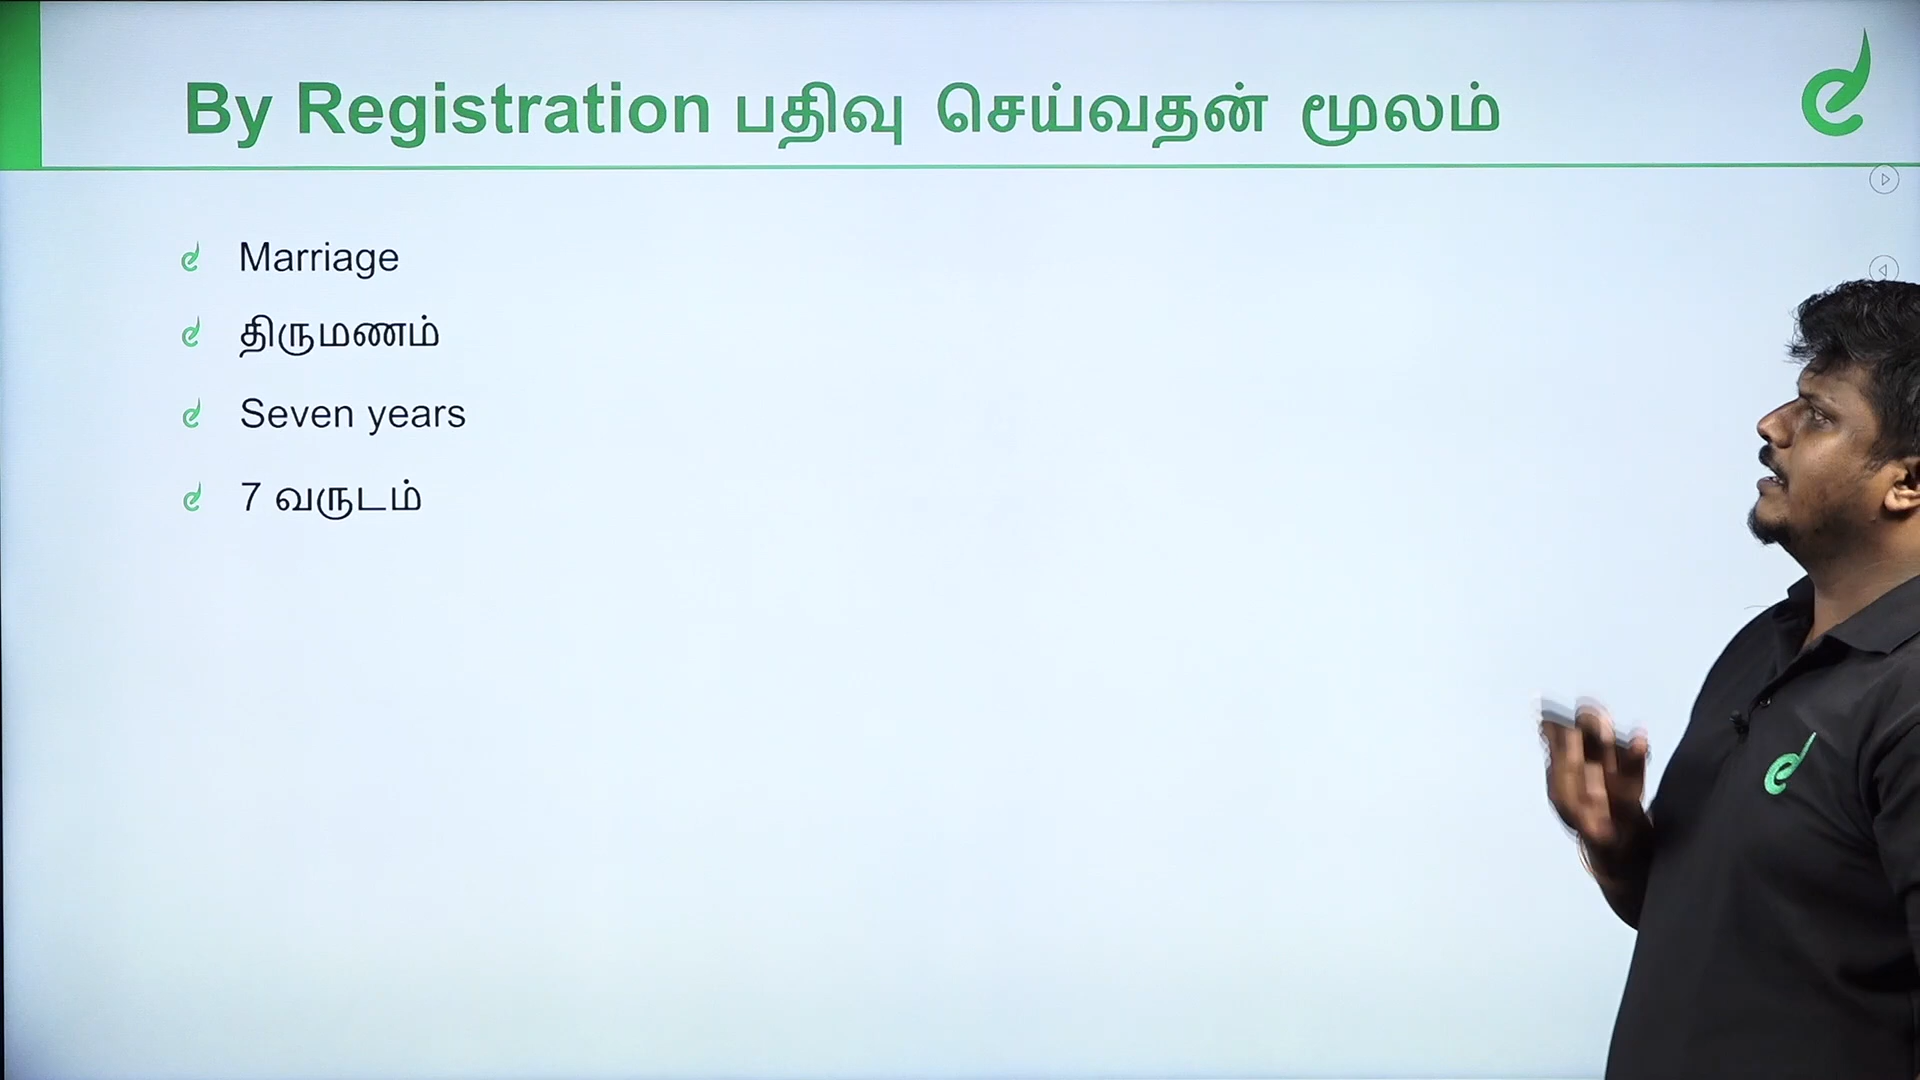 By Registration பதிவு செய்வதன் மூலம்
Marriage
திருமணம்
Seven years
7 வருடம்